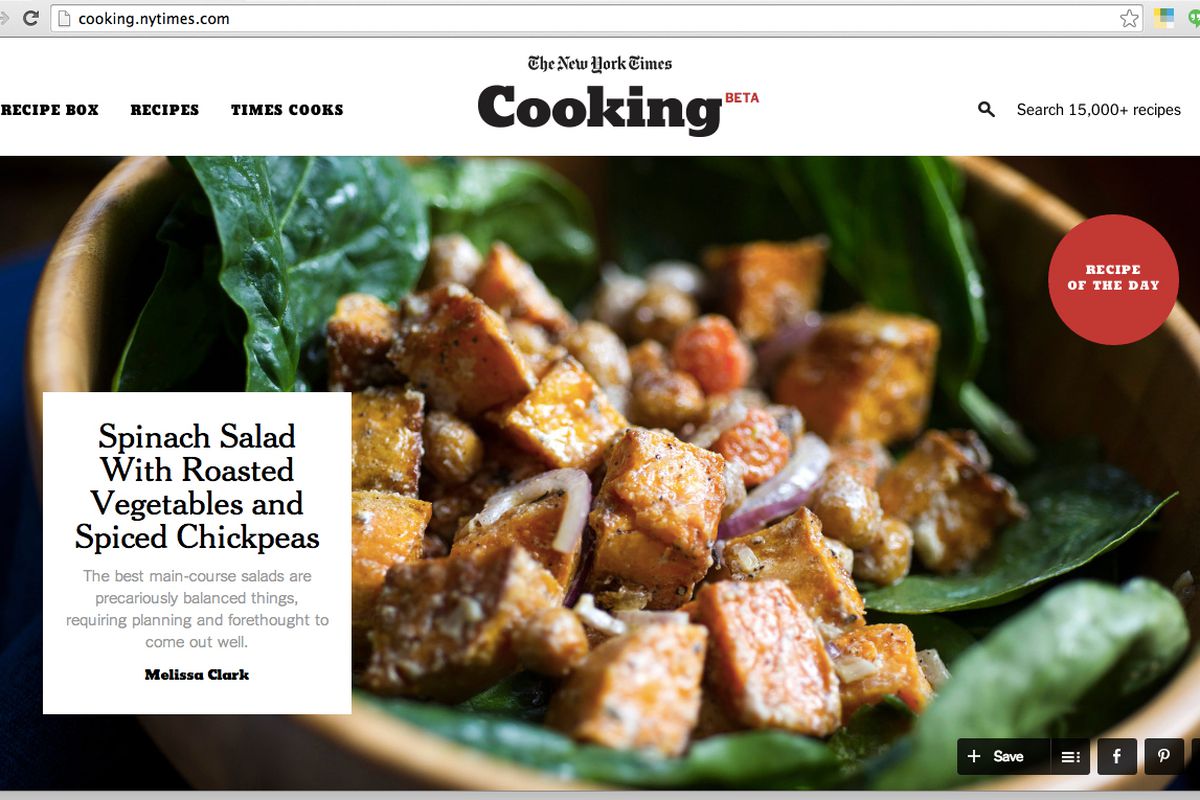 cooking.nytimes.com
The New York Times
Cooking BETA
RECIPE BOX RECIPES TIMES COOKS
Search 15,000+ recipes
RECIPE
OF THE DAY
Spinach Salad
With Roasted
Vegetables and
Spiced Chickpeas
The best main-course salads are
precariously balanced things,
requiring planning and forethought to
come out well.
Melissa Clark
+ Save